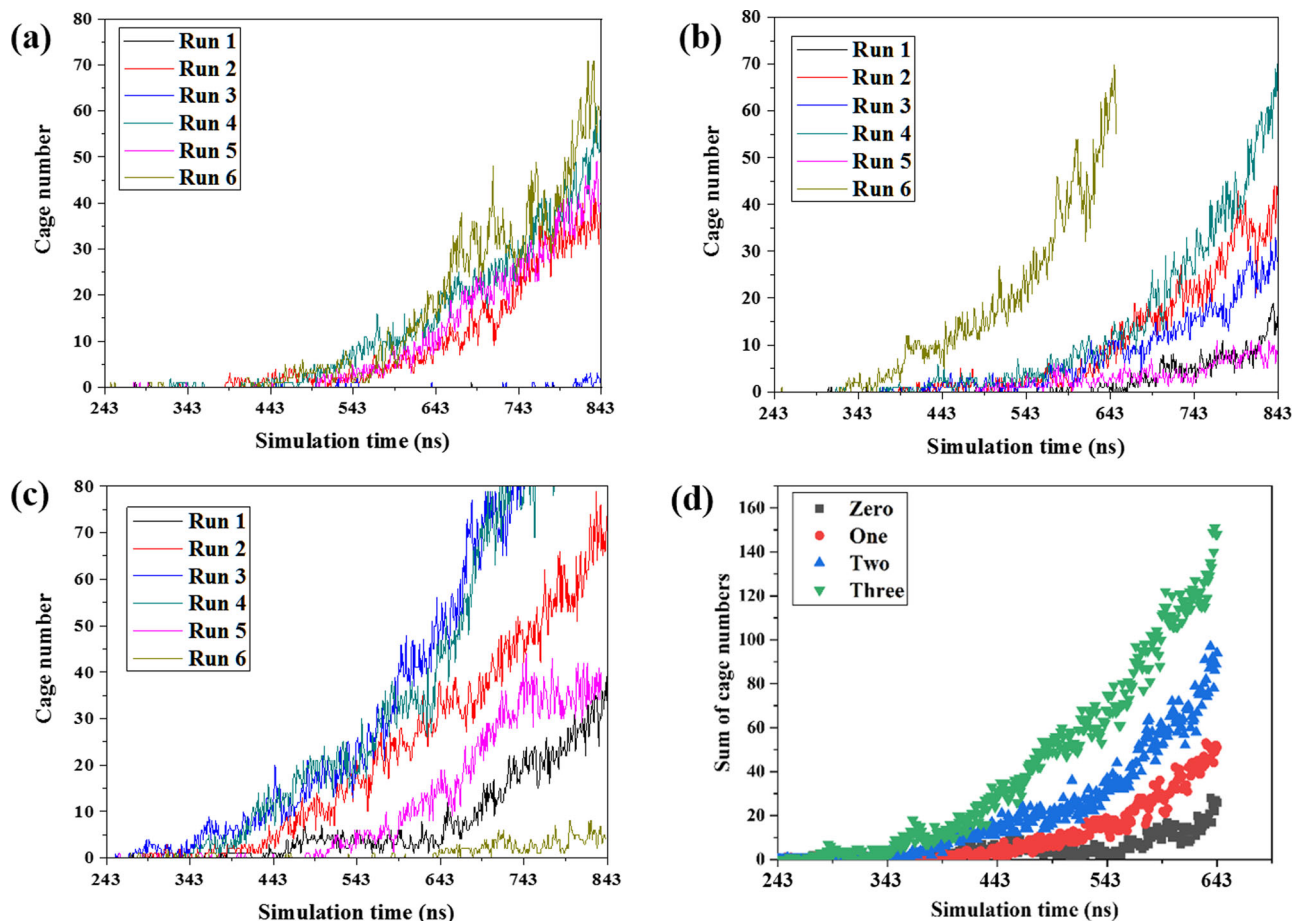 (a)
80
70
60
50
40
30
20
10
0
Cage number
Run 1
Run 2
Run 3
Run 4
Run 5
Run 6
243 343 443 543 643 743 843
Simulation time (ns)
(b)
80
70
60
50
40
30
20
10
0
Cage number
Run 1
Run 2
Run 3
Run 4
Run 5
Run 6
243 343 443 543 643 743 843
Simulation time (ns)
(c)
80
70
60
50
40
30
20
10
0
Cage number
Run 1
Run 2
Run 3
Run 4
Run 5
Run 6
243 343 443 543 643 743 843
Simulation time (ns)
(d)
160
140
120
100
80
60
40
20
0
Sum of cage numbers
Zero
One
Two
Three
243 343 443 543 643
Simulation time (ns)